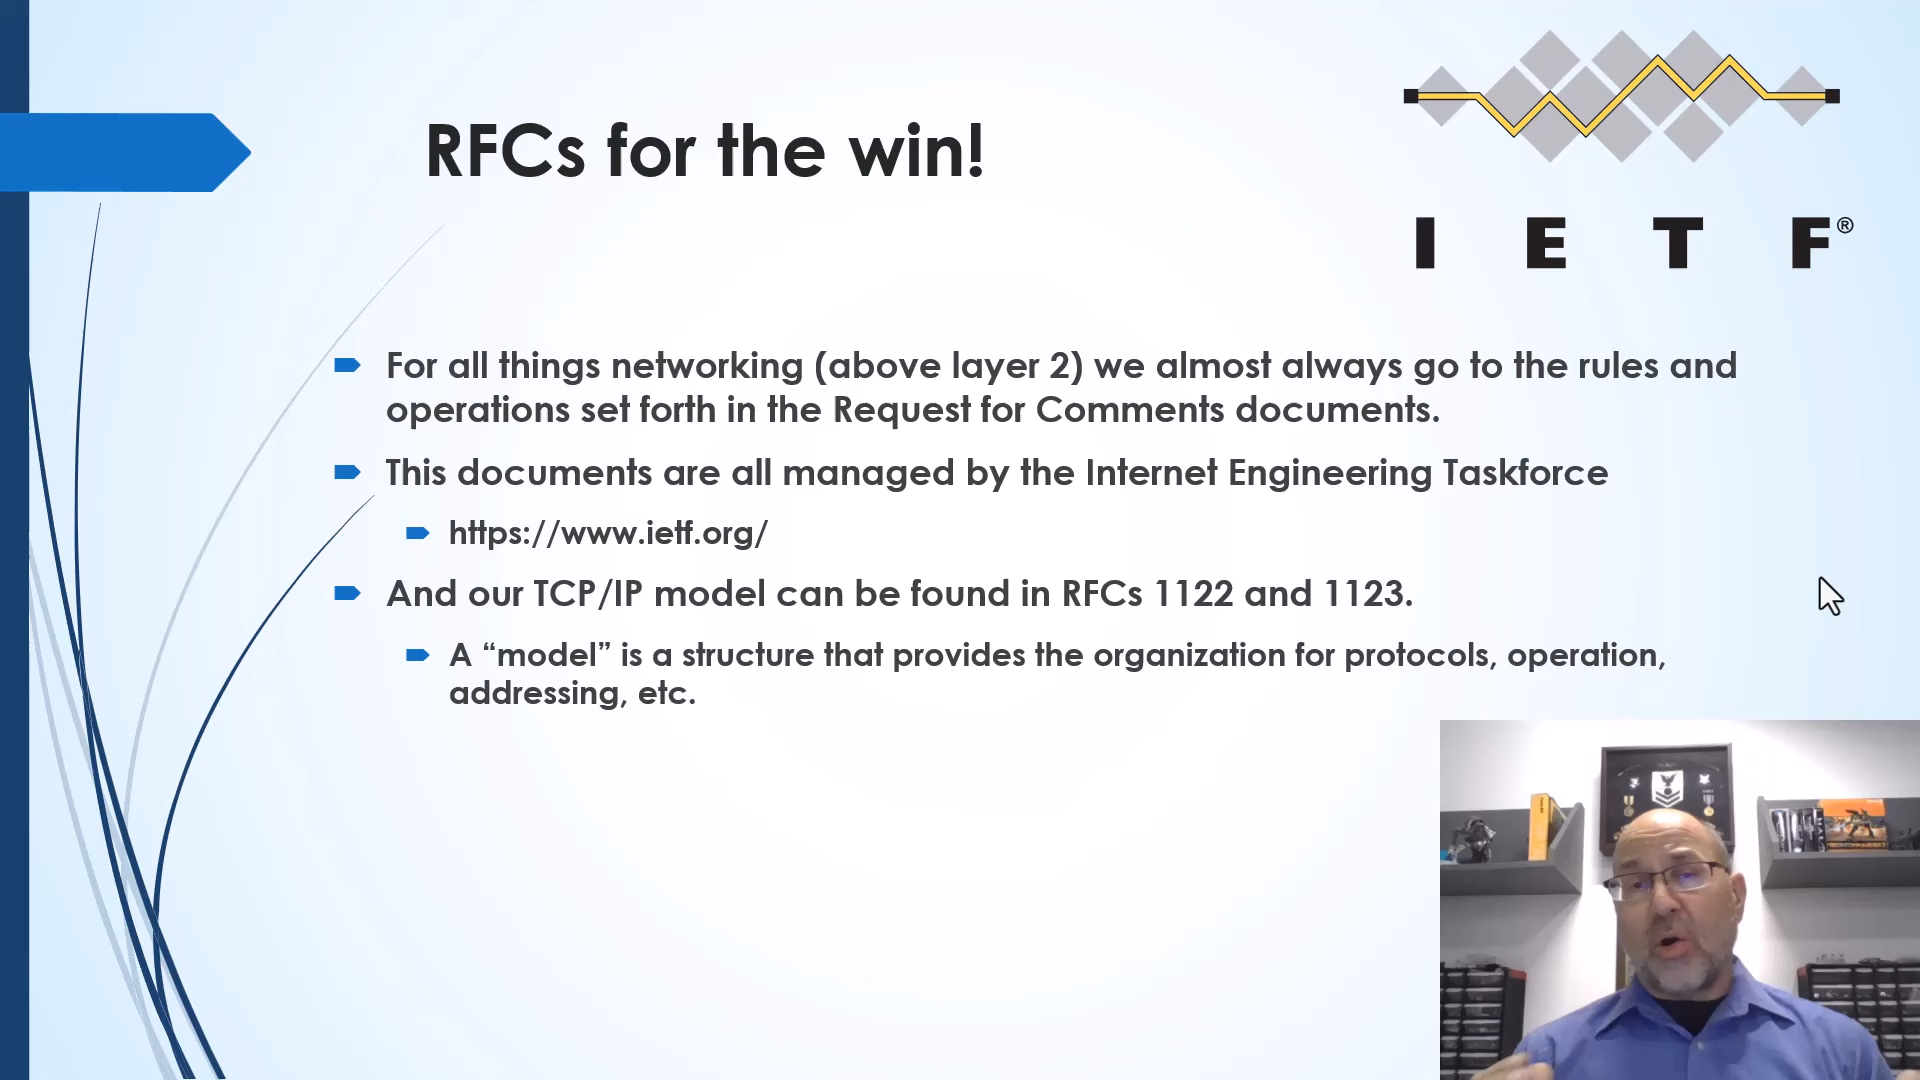 RFCs for the win!
I E T F®
For all things networking (above layer 2) we almost always go to the rules and
operations set forth in the Request for Comments documents.
This documents are all managed by the Internet Engineering Taskforce
https://www.ietf.org/
And our TCP/IP model can be found in RFCs 1122 and 1123.
A “model” is a structure that provides the organization for protocols, operation,
addressing, etc.